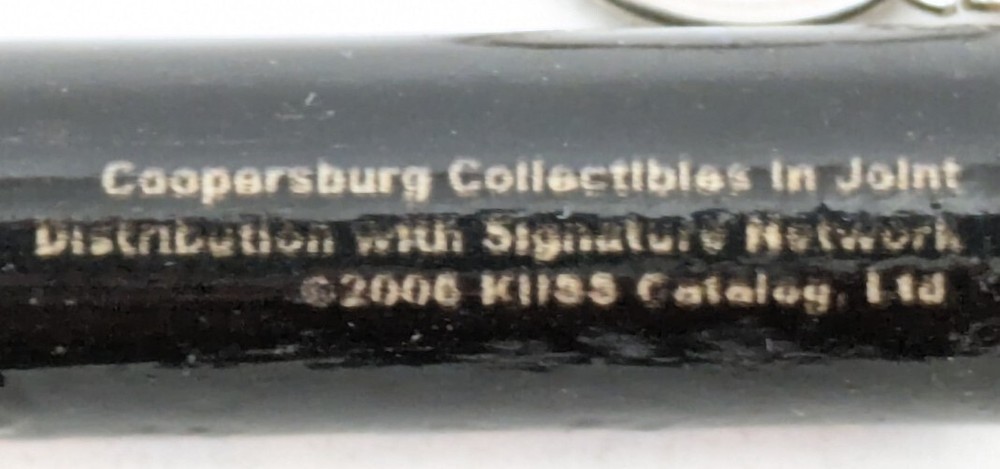 Coopersburg Collectibles in Joint
Distribution with Signature Network
©2006 KISS Catalog, Ltd